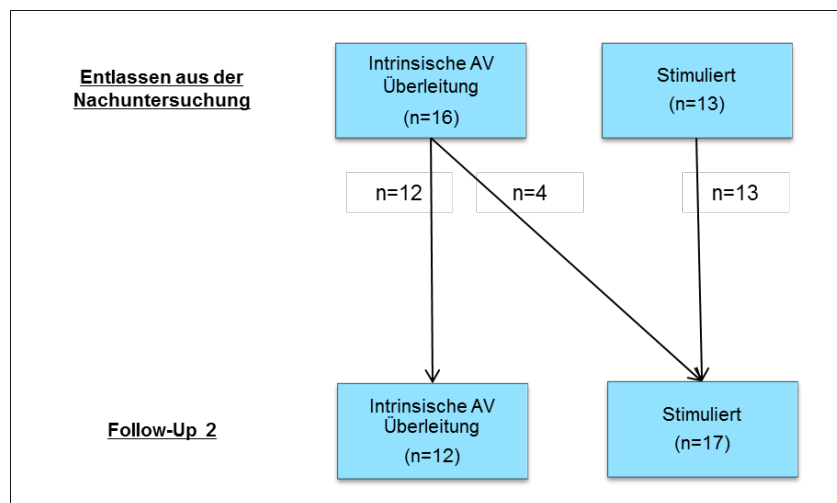 Entlassen aus der
Nachuntersuchung
Intrinsische AV
Überleitung
(n=16)
Stimuliert
(n=13)
n=12
n=4
n=13
Follow-Up 2
Intrinsische AV
Überleitung
(n=12)
Stimuliert
(n=17)